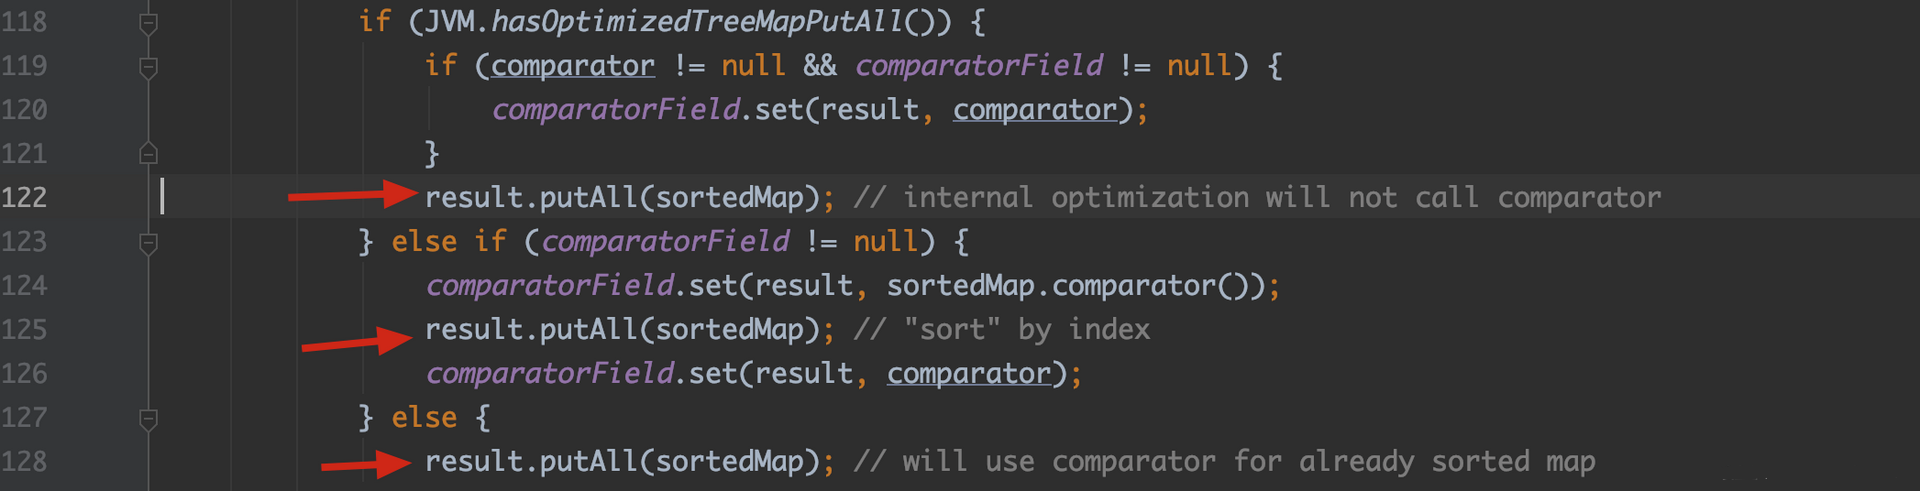 118 if (JVM.hasOptimizedTreeMapPutAll()) {
119 if (comparator != null && comparatorField != null) {
120 comparatorField.set(result, comparator);
121 }
122 result.putAll(sortedMap); // internal optimization will not call comparator
123 } else if (comparatorField != null) {
124 comparatorField.set(result, sortedMap.comparator());
125 result.putAll(sortedMap); // "sort" by index
126 comparatorField.set(result, comparator);
127 } else {
128 result.putAll(sortedMap); // will use comparator for already sorted map